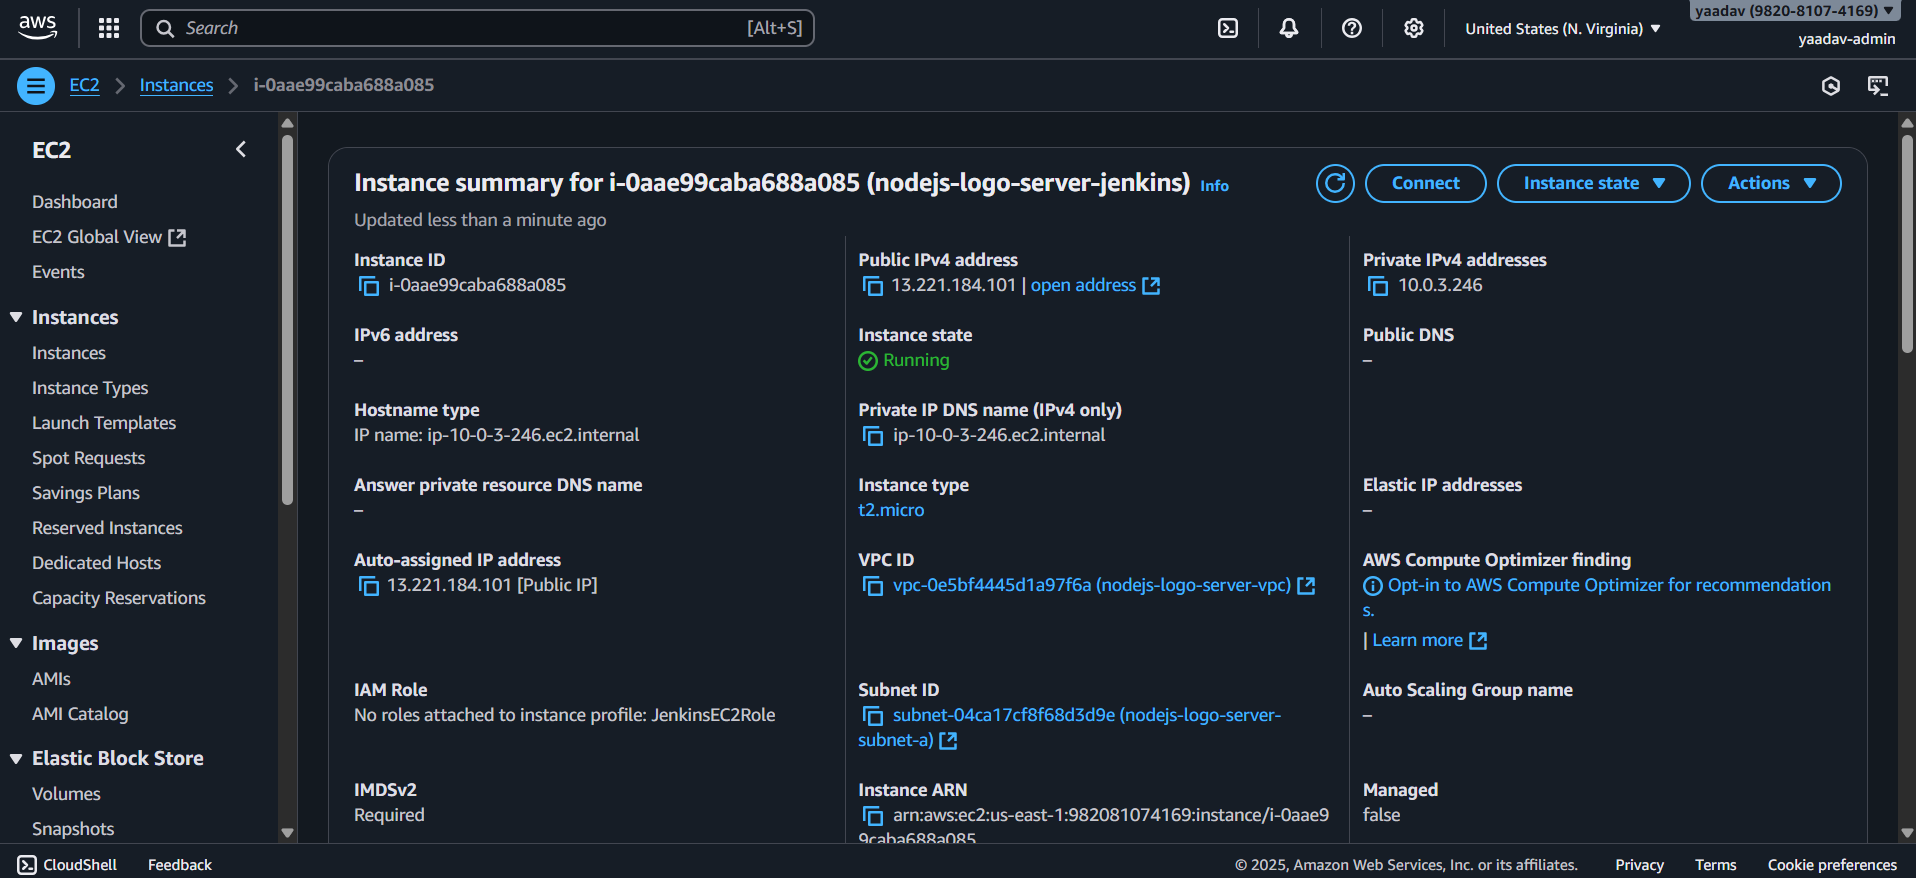 aws
Search
[Alt+S]
United States (N. Virginia)
yaadav (9820-8107-4169)
yaadav-admin
EC2
Instances
i-0aae99caba688a085
EC2
Dashboard
EC2 Global View
Events
Instances
Instances
Instance Types
Launch Templates
Spot Requests
Savings Plans
Reserved Instances
Dedicated Hosts
Capacity Reservations
Images
AMIs
AMI Catalog
Elastic Block Store
Volumes
Snapshots
Instance summary for i-0aae99caba688a085 (nodejs-logo-server-jenkins) Info
Updated less than a minute ago
Connect
Instance state
Actions
Instance ID
i-0aae99caba688a085
Public IPv4 address
13.221.184.101 | open address
Private IPv4 addresses
10.0.3.246
IPv6 address
–
Instance state
Running
Public DNS
–
Hostname type
IP name: ip-10-0-3-246.ec2.internal
Private IP DNS name (IPv4 only)
ip-10-0-3-246.ec2.internal
Answer private resource DNS name
–
Instance type
t2.micro
Elastic IP addresses
–
Auto-assigned IP address
13.221.184.101 [Public IP]
VPC ID
vpc-0e5bf4445d1a97f6a (nodejs-logo-server-vpc)
AWS Compute Optimizer finding
Opt-in to AWS Compute Optimizer for recommendation
s.
| Learn more
IAM Role
No roles attached to instance profile: JenkinsEC2Role
Subnet ID
subnet-04ca17cf8f68d3d9e (nodejs-logo-server-
subnet-a)
Auto Scaling Group name
–
IMDSv2
Required
Instance ARN
arn:aws:ec2:us-east-1:982081074169:instance/i-0aae9
9caba688a085
Managed
false
CloudShell
Feedback
© 2025, Amazon Web Services, Inc. or its affiliates.
Privacy
Terms
Cookie preferences